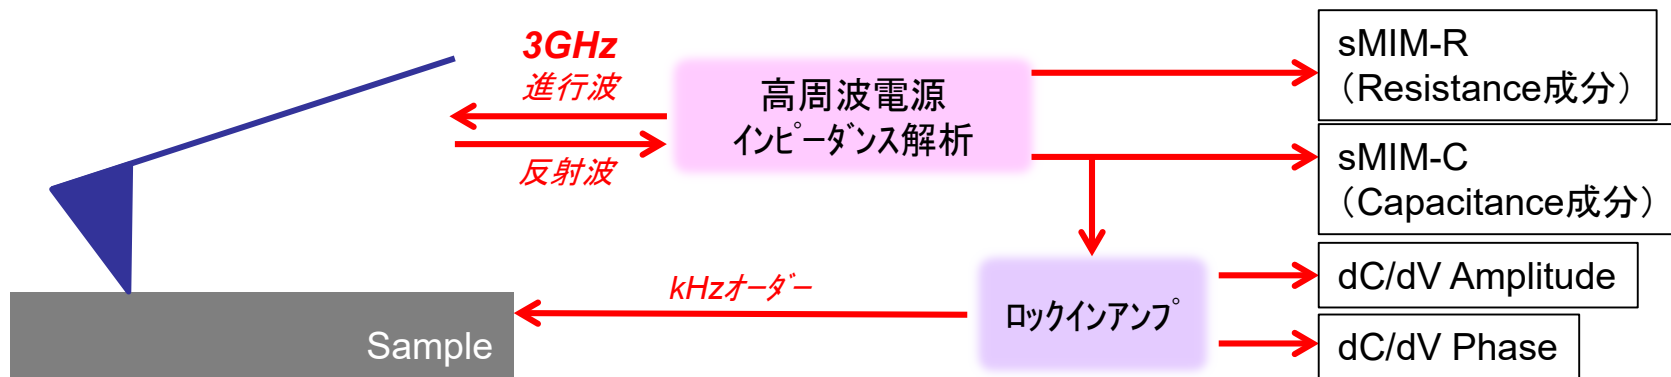 3GHz
進行波
反射波
高周波電源
ｲﾝﾋﾟｰﾀﾞﾝｽ解析
sMIM-R
（Resistance成分）
sMIM-C
（Capacitance成分）
kHzｵｰﾀﾞｰ
ﾛｯｸｲﾝｱﾝﾌﾟ
dC/dV Amplitude
dC/dV Phase
Sample